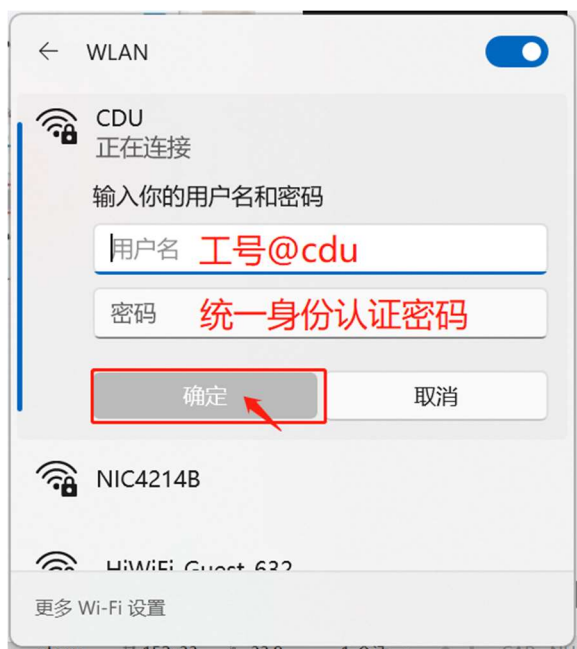 WLAN
CDU
正在连接
输入你的用户名和密码
用户名 工号@cdu
密码 统一身份认证密码
确定 取消
NIC4214B
HiWiFi_Guest_632
更多 Wi-Fi 设置